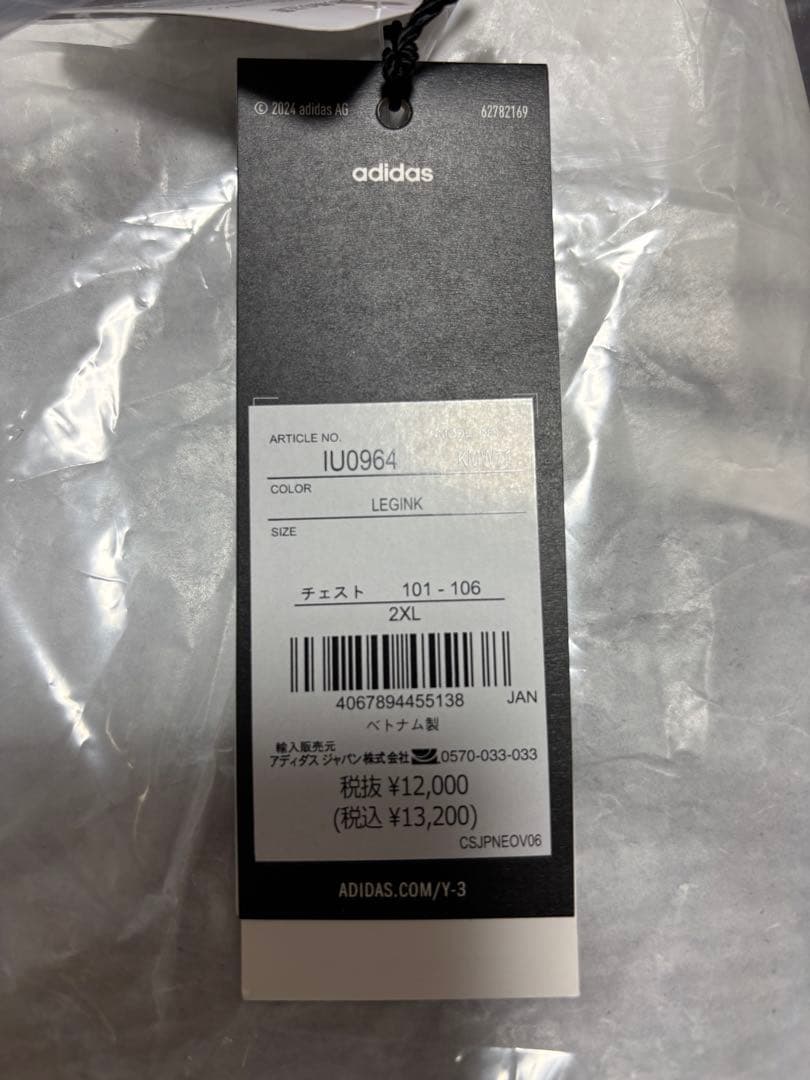 © 2024 adidas AG 62782169
adidas
ARTICLE NO.
IU0964
COLOR
LEGINK
SIZE
チェスト 101 - 106
2XL
4067894455138 JAN
ベトナム製
輸入販売元
アディダス ジャパン株式会社 0570-033-033
税抜 ¥12,000
(税込 ¥13,200)
CSJPNEOV06
ADIDAS.COM/Y-3